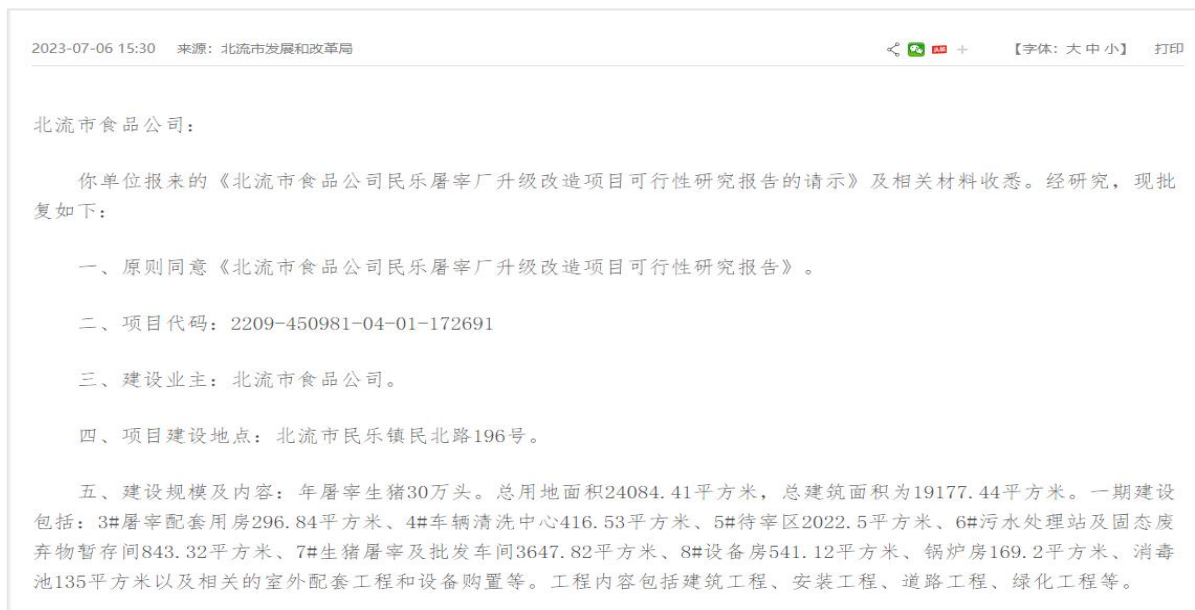 2023-07-06 15:30 来源：北流市发展和改革局 【字体：大 中 小】 打印
北流市食品公司：
你单位报来的《北流市食品公司民乐屠宰厂升级改造项目可行性研究报告的请示》及相关材料收悉。经研究，现批
复如下：
一、原则同意《北流市食品公司民乐屠宰厂升级改造项目可行性研究报告》。
二、项目代码：2209-450981-04-01-172691
三、建设业主：北流市食品公司。
四、项目建设地点：北流市民乐镇民北路196号。
五、建设规模及内容：年屠宰生猪30万头。总用地面积24084.41平方米，总建筑面积为19177.44平方米。一期建设
包括：3#屠宰配套用房296.84平方米、4#车辆清洗中心416.53平方米、5#待宰区2022.5平方米、6#污水处理站及固态废
弃物暂存间843.32平方米、7#生猪屠宰及批发车间3647.82平方米、8#设备房541.12平方米、锅炉房169.2平方米、消毒
池135平方米以及相关的室外配套工程和设备购置等。工程内容包括建筑工程、安装工程、道路工程、绿化工程等。